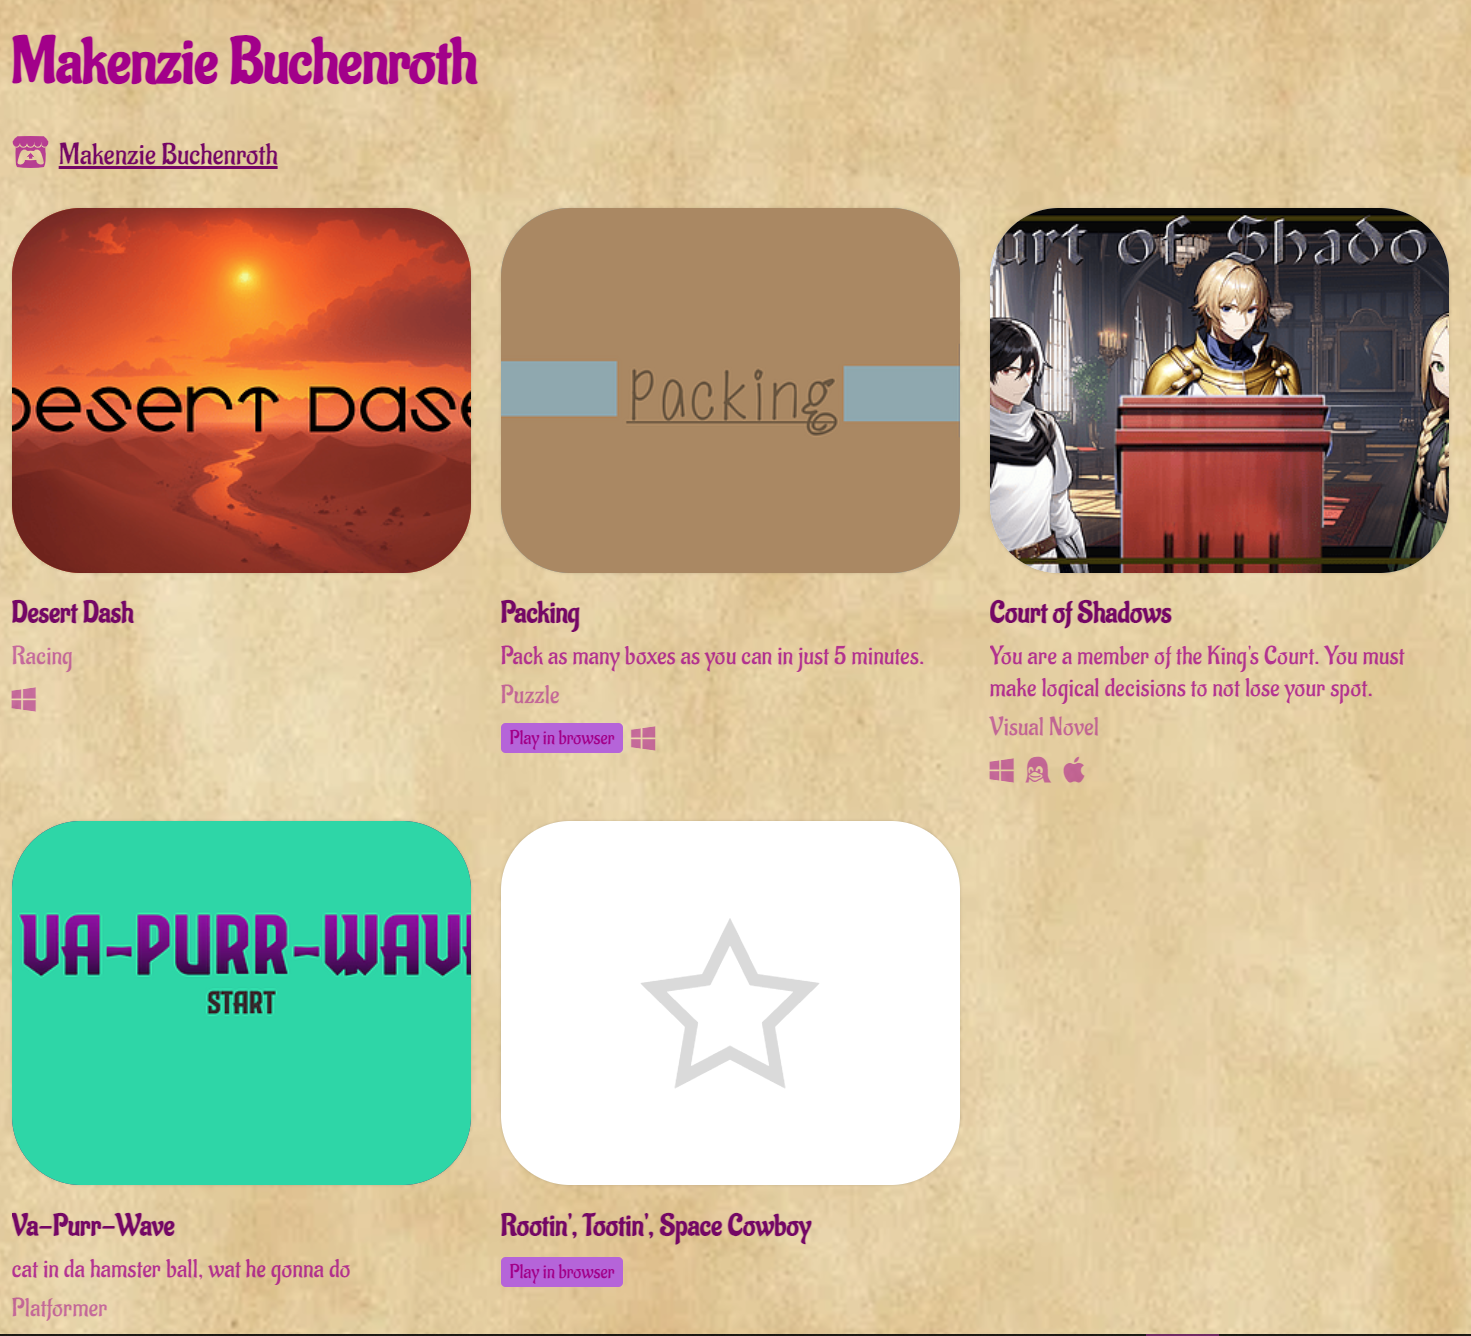 Makenzie Buchenroth
Makenzie Buchenroth
DESERT DASH
Packing
urt of Shado
Desert Dash
Racing
Packing
Pack as many boxes as you can in just 5 minutes.
Puzzle
Play in browser
Court of Shadows
You are a member of the King's Court. You must
make logical decisions to not lose your spot.
Visual Novel
VA-PURR-WAVE
START
Va-Purr-Wave
cat in da hamster ball, wat he gonna do
Platformer
Rootin', Tootin', Space Cowboy
Play in browser